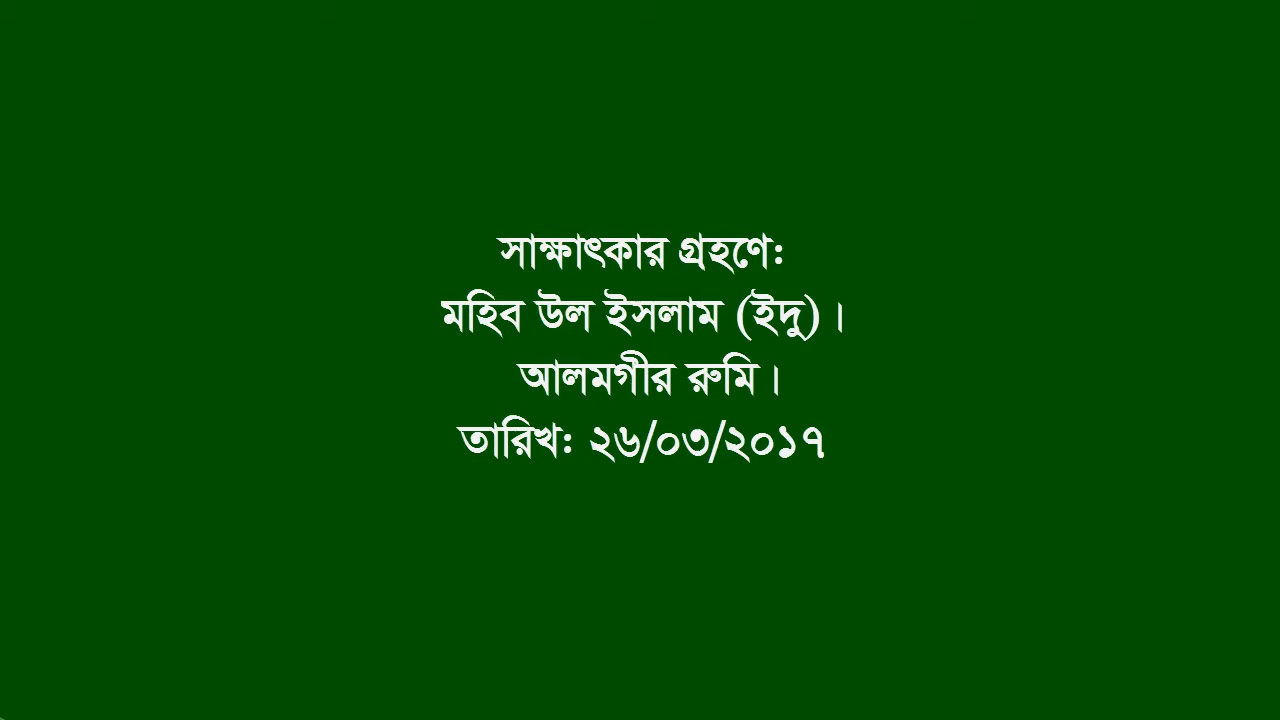 সাক্ষাৎকার গ্রহণে:
মহিব উল ইসলাম (ইদু)।
আলমগীর রুমি।
তারিখ: ২৬/০৩/২০১৭